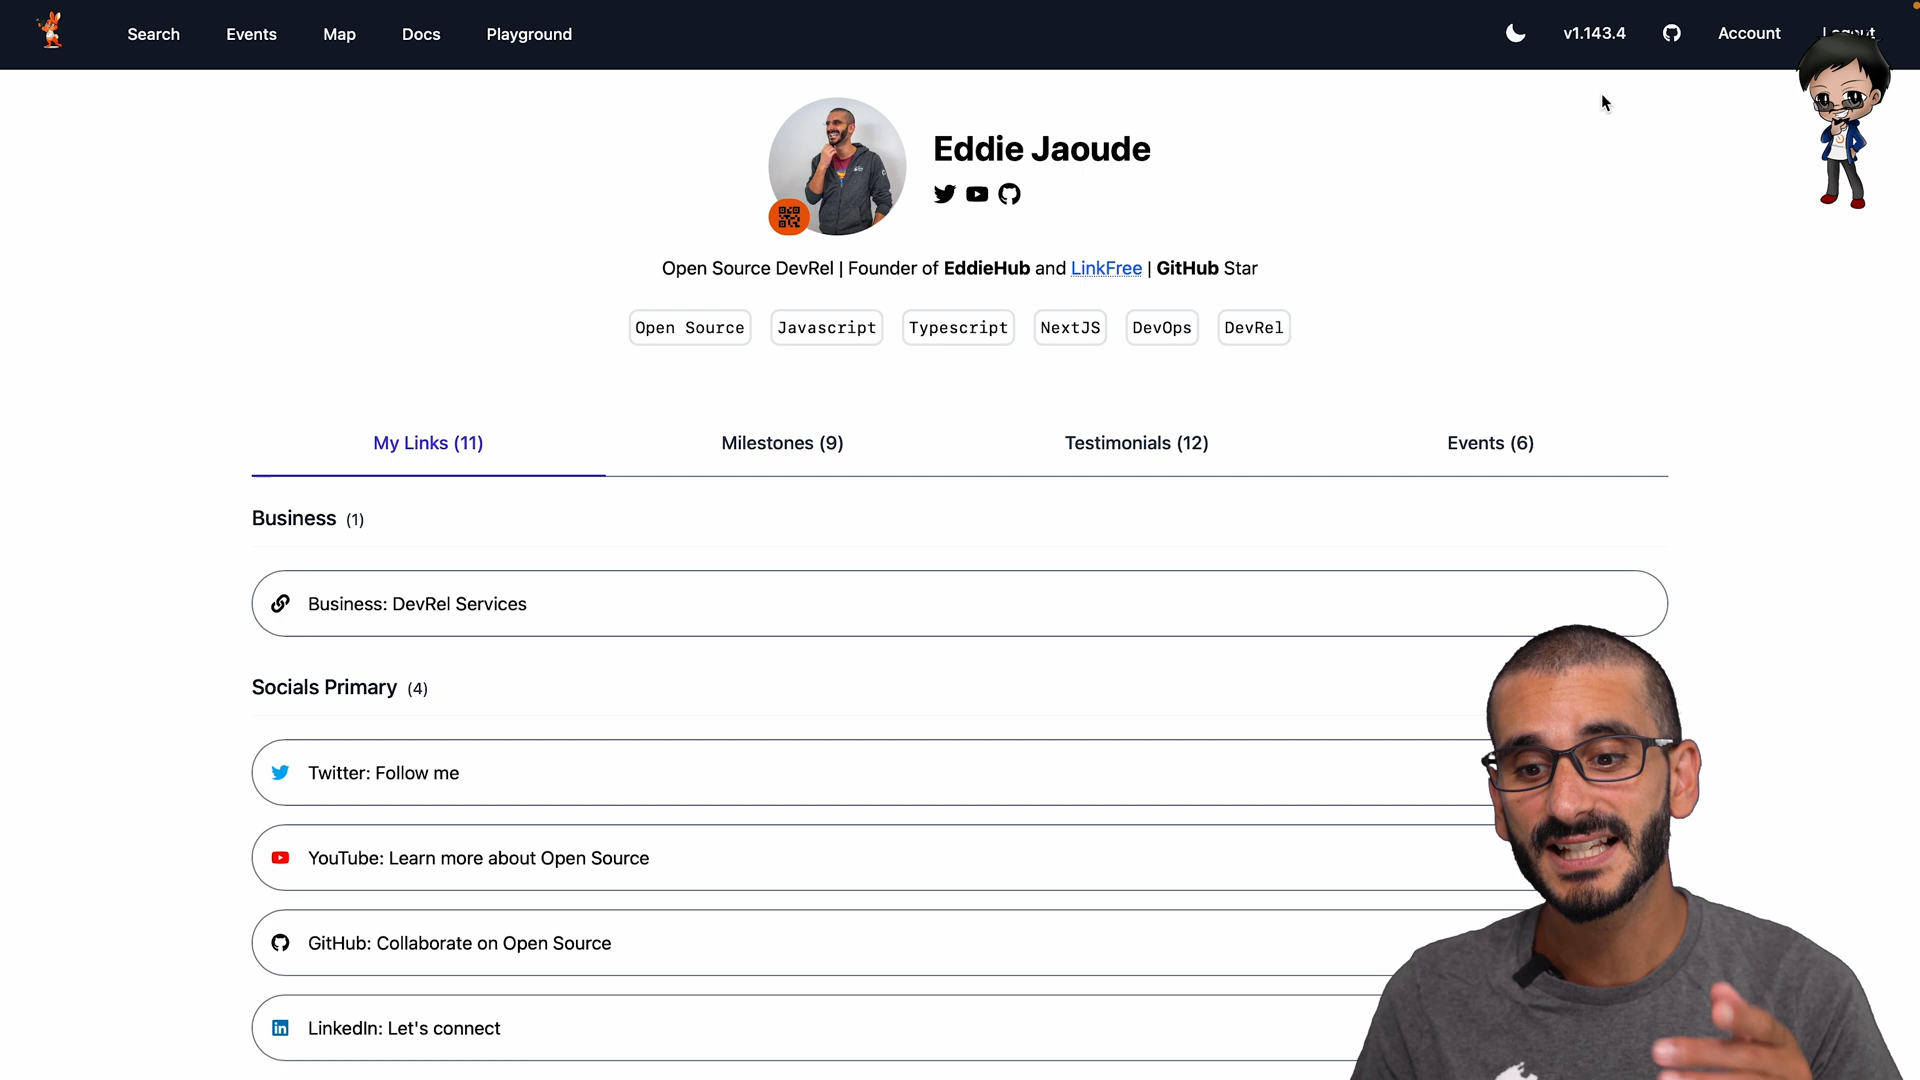 Search Events Map Docs Playground v1.143.4 Account Logout
Eddie Jaoude
Open Source DevRel | Founder of EddieHub and LinkFree | GitHub Star
Open Source Javascript Typescript NextJS DevOps DevRel
My Links (11) Milestones (9) Testimonials (12) Events (6)
Business (1)
Business: DevRel Services
Socials Primary (4)
Twitter: Follow me
YouTube: Learn more about Open Source
GitHub: Collaborate on Open Source
LinkedIn: Let's connect